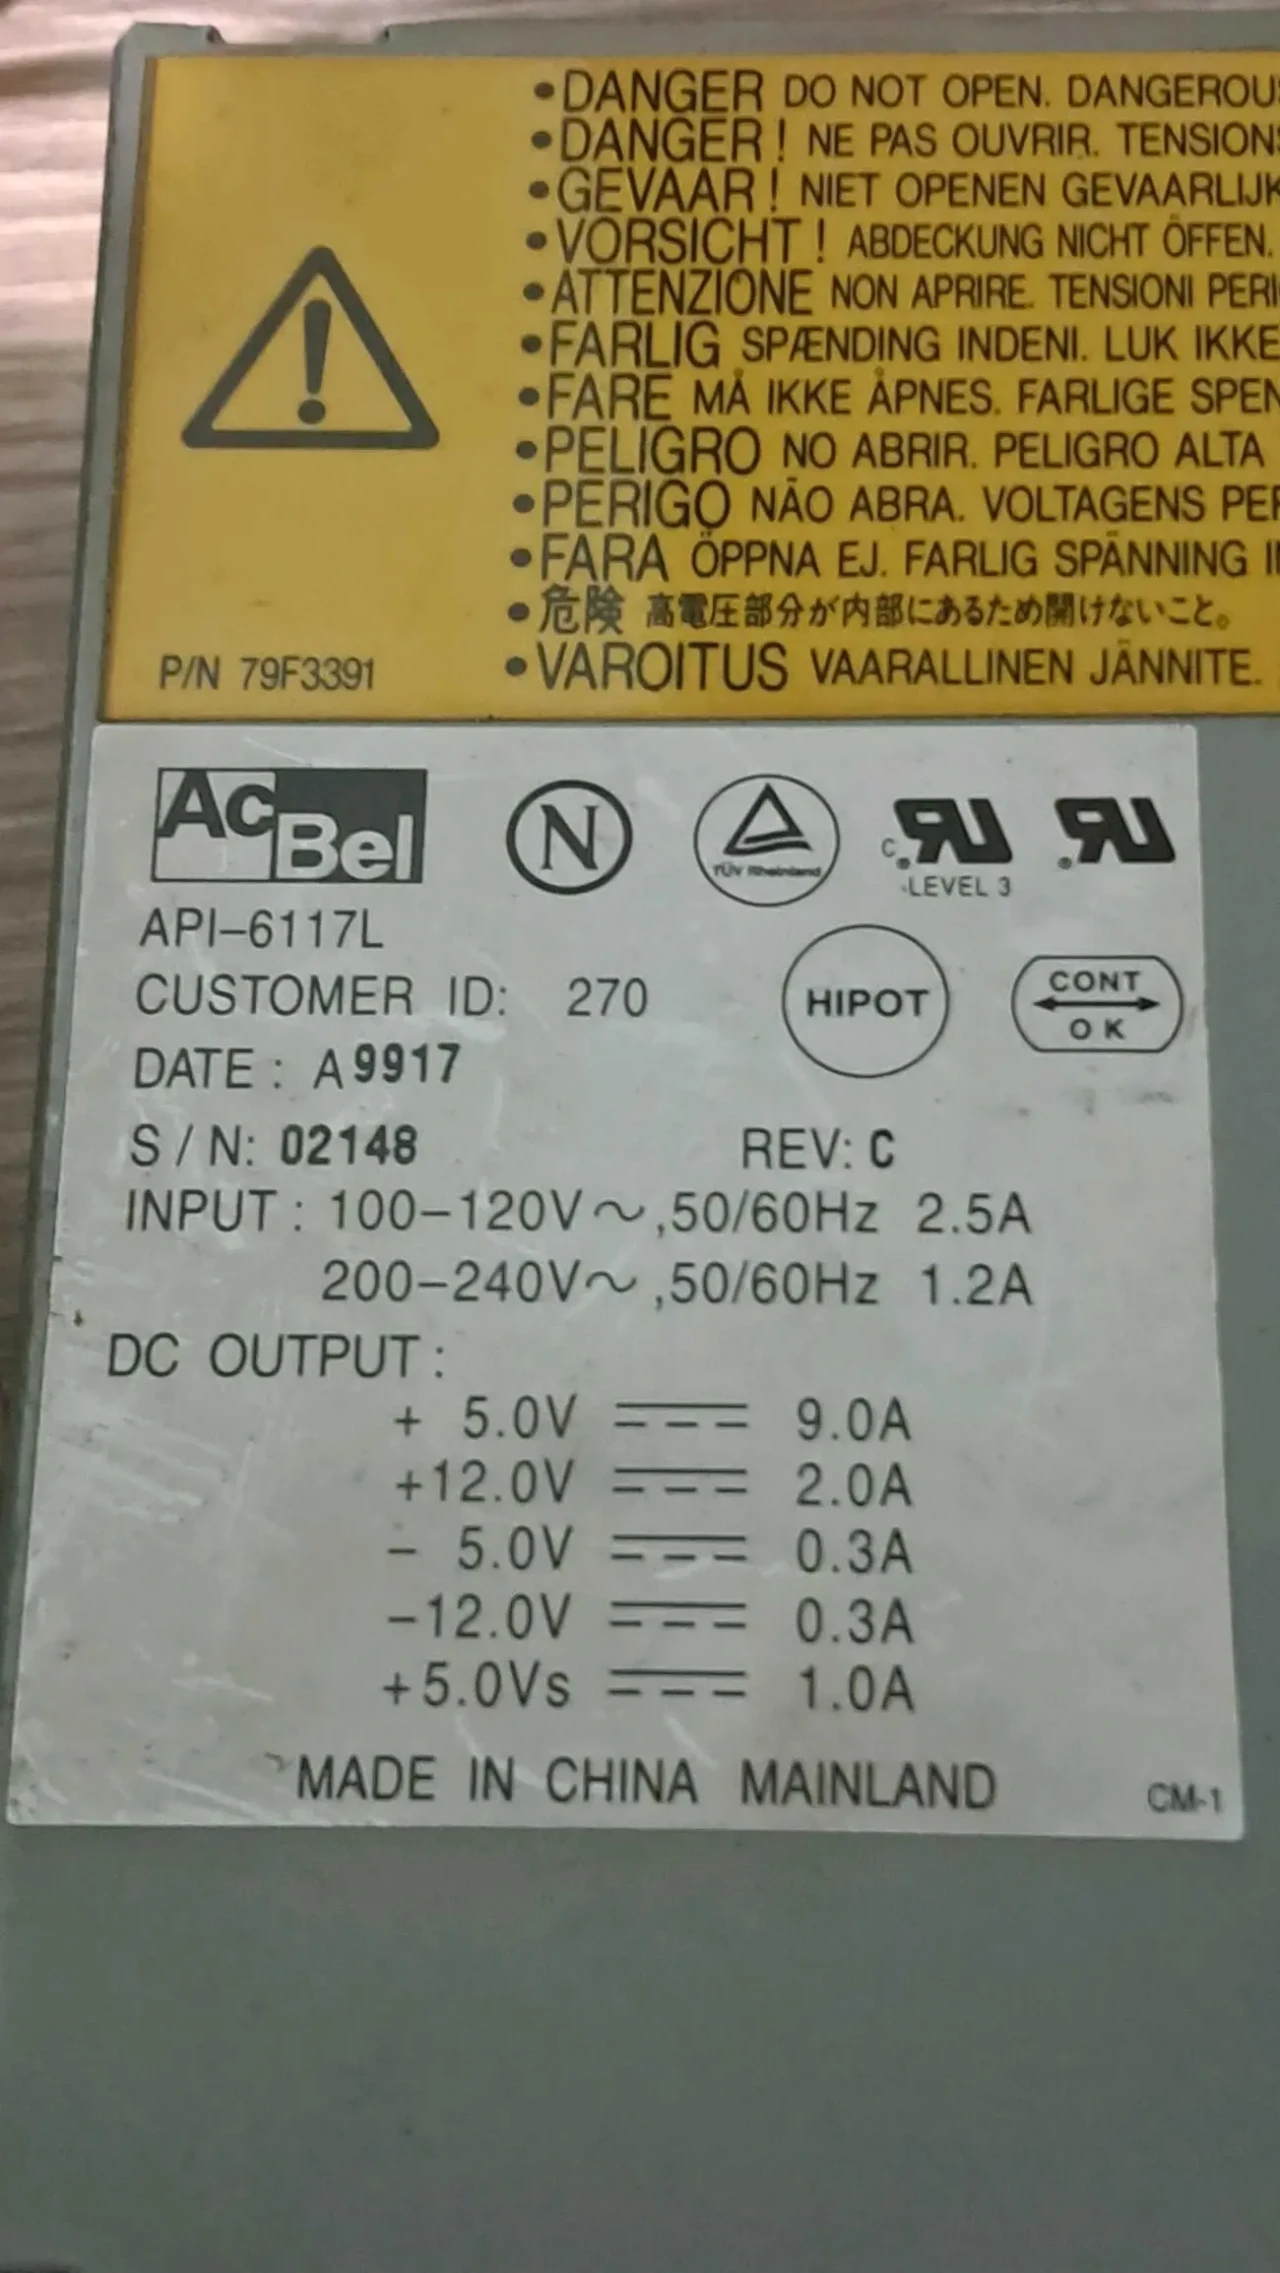 •DANGER DO NOT OPEN. DANGEROUS
•DANGER! NE PAS OUVRIR. TENSIONS
•GEVAAR! NIET OPENEN GEVAARLIJK
•VORSICHT! ABDECKUNG NICHT ÖFFEN.
•ATTENZIONE NON APRIRE. TENSIONI PERI
•FARLIG SPÆNDING INDENI. LUK IKKE
•FARE MÅ IKKE ÅPNES. FARLIGE SPEN
•PELIGRO NO ABRIR. PELIGRO ALTA
•PERIGO NÃO ABRA. VOLTAGENS PER
•FARA ÖPPNA EJ. FARLIG SPÄNNING I
•危険 高電圧部分が内部にあるため開けないこと。
•VAROITUS VAARALLINEN JÄNNITE.
P/N 79F3391
AcBel N TÜV Rheinland c RU RU
LEVEL 3
API-6117L
HIPOT
CONT
OK
CUSTOMER ID: 270
DATE: A9917
S/N: 02148 REV: C
INPUT: 100-120V~,50/60Hz 2.5A
200-240V~,50/60Hz 1.2A
DC OUTPUT:
+ 5.0V 9.0A
+12.0V 2.0A
- 5.0V 0.3A
-12.0V 0.3A
+5.0Vs 1.0A
MADE IN CHINA MAINLAND CM-1